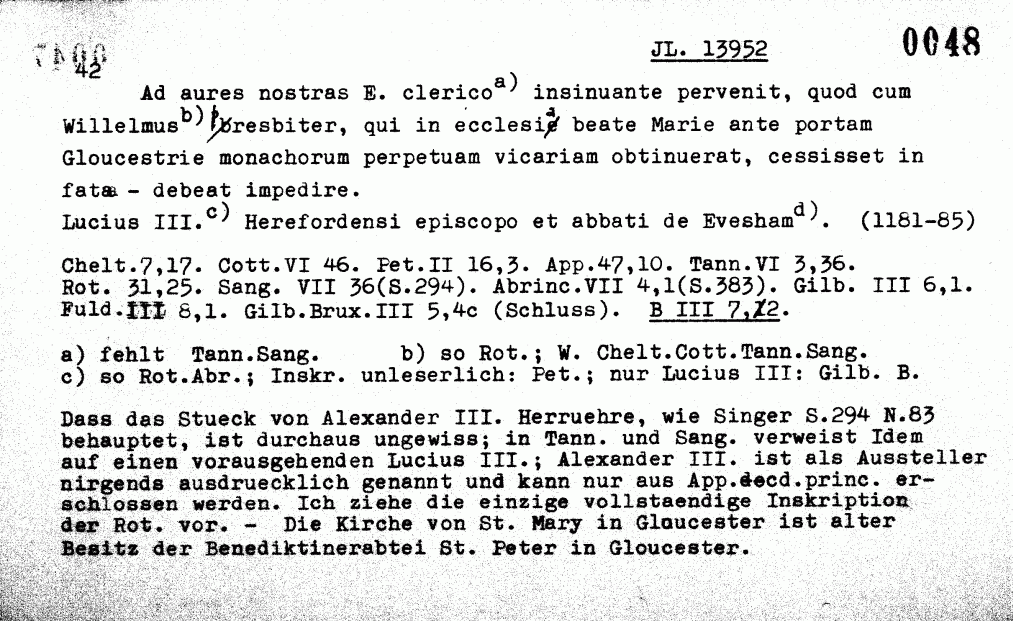 JL. 13952 0048
42
Ad aures nostras E. clerico a) insinuante pervenit, quod cum
Willelmus b) presbiter, qui in ecclesia beate Marie ante portam
Gloucestrie monachorum perpetuam vicariam obtinuerat, cessisset in
fata - debeat impedire.
Lucius III. c) Herefordensi episcopo et abbati de Evesham d). (1181-85)
Chelt.7,17. Cott.VI 46. Pet.II 16,3. App.47,10. Tann.VI 3,36.
Rot. 31,25. Sang. VII 36(S.294). Abrinc.VII 4,1(S.383). Gilb. III 6,1.
Fuld.III 8,1. Gilb.Brux.III 5,4c (Schluss). B III 7,2.
a) fehlt Tann.Sang. b) so Rot.; W. Chelt.Cott.Tann.Sang.
c) so Rot.Abr.; Inskr. unleserlich: Pet.; nur Lucius III: Gilb. B.
Dass das Stueck von Alexander III. Herruehre, wie Singer S.294 N.83
behauptet, ist durchaus ungewiss; in Tann. und Sang. verweist Idem
auf einen vorausgehenden Lucius III.; Alexander III. ist als Aussteller
nirgends ausdruecklich genannt und kann nur aus App.decd.princ. er-
schlossen werden. Ich ziehe die einzige vollstaendige Inskription
der Rot. vor. - Die Kirche von St. Mary in Gloucester ist alter
Besitz der Benediktinerabtei St. Peter in Gloucester.